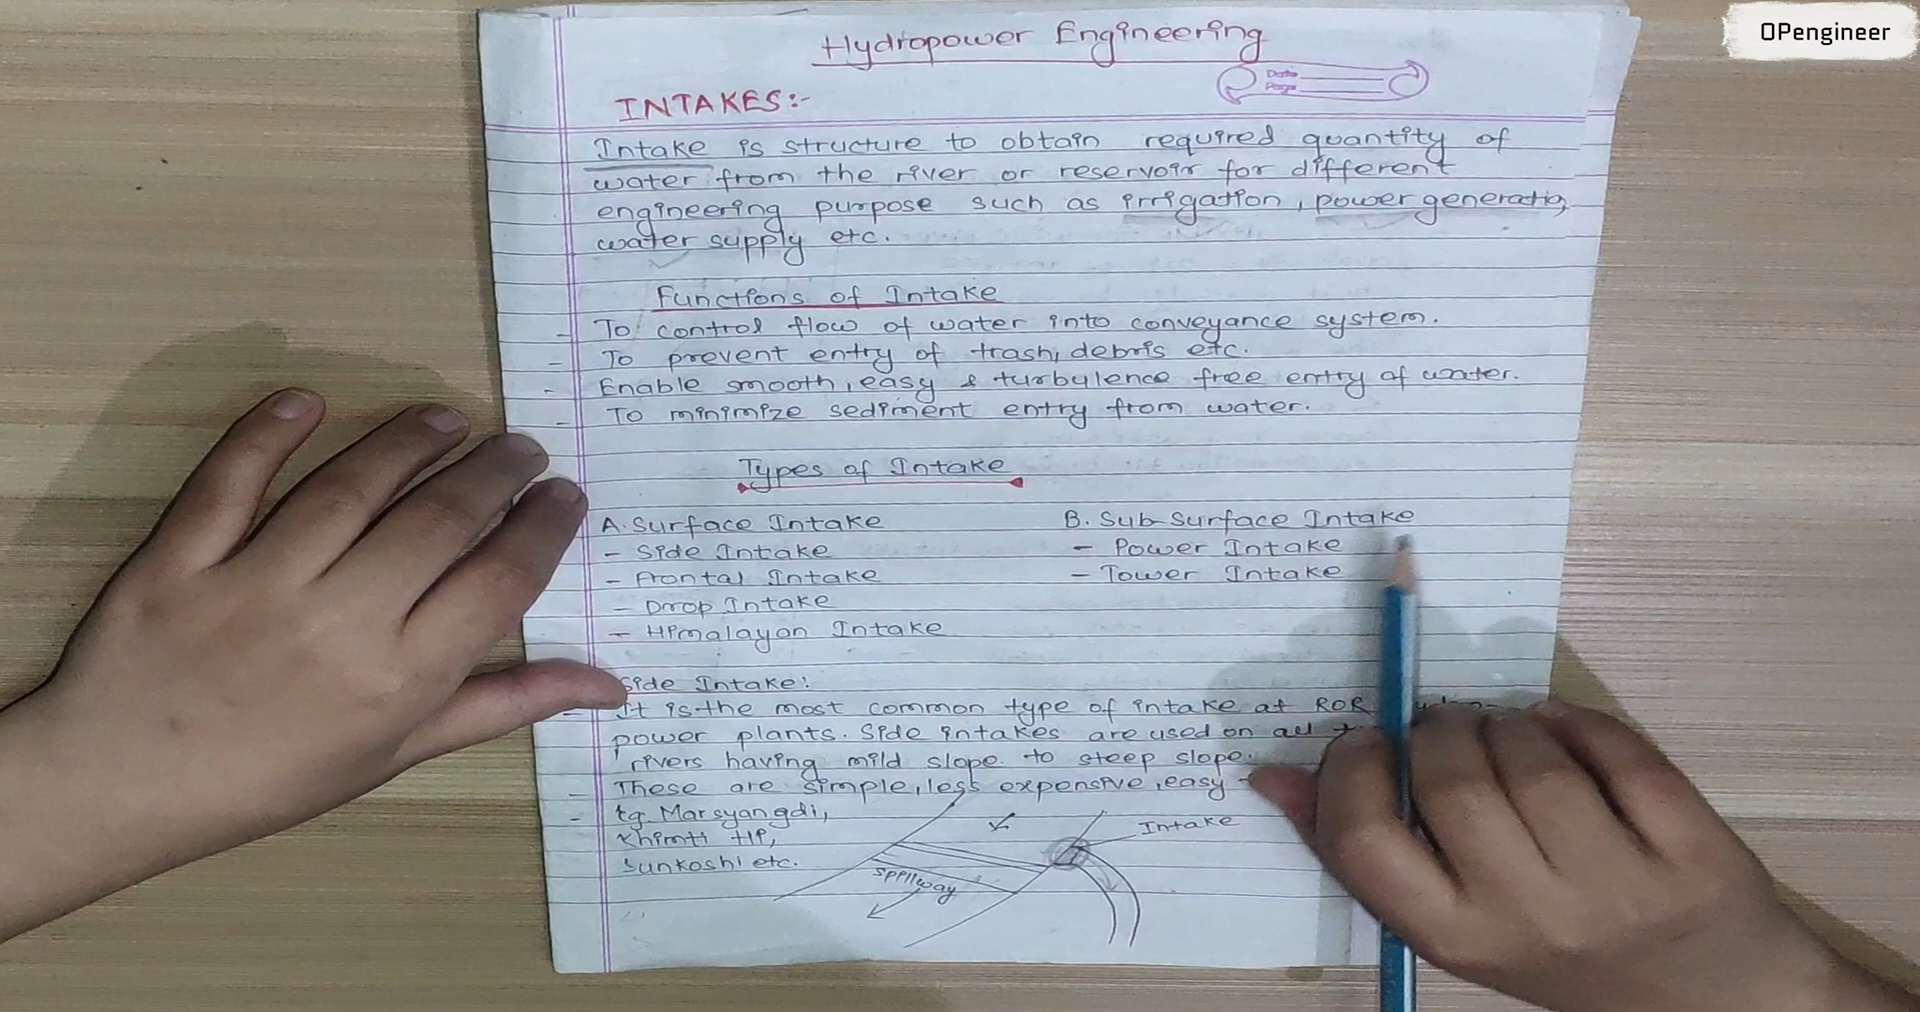 OPengineer
Hydropower Engineering
Date
Page
INTAKES:-
Intake is structure to obtain required quantity of
water from the river or reservoir for different
engineering purpose such as irrigation, power generatio,
water supply etc.
Functions of Intake
- To control flow of water into conveyance system.
- To prevent entry of trash, debris etc.
- Enable smooth, easy & turbulence free entry of water.
- To minimize sediment entry from water.
Types of Intake
A. Surface Intake
- Side Intake
- Frontal Intake
- Drop Intake
- Himalayan Intake
B. Sub-Surface Intake
- Power Intake
- Tower Intake
Side Intake:
- It is the most common type of intake at ROR
power plants. Side intakes are used on all
rivers having mild slope to steep slope.
- These are simple, less expensive, easy
- Eg. Marsyangdi,
Khimti HP,
Sunkoshi etc.
Intake
Spillway